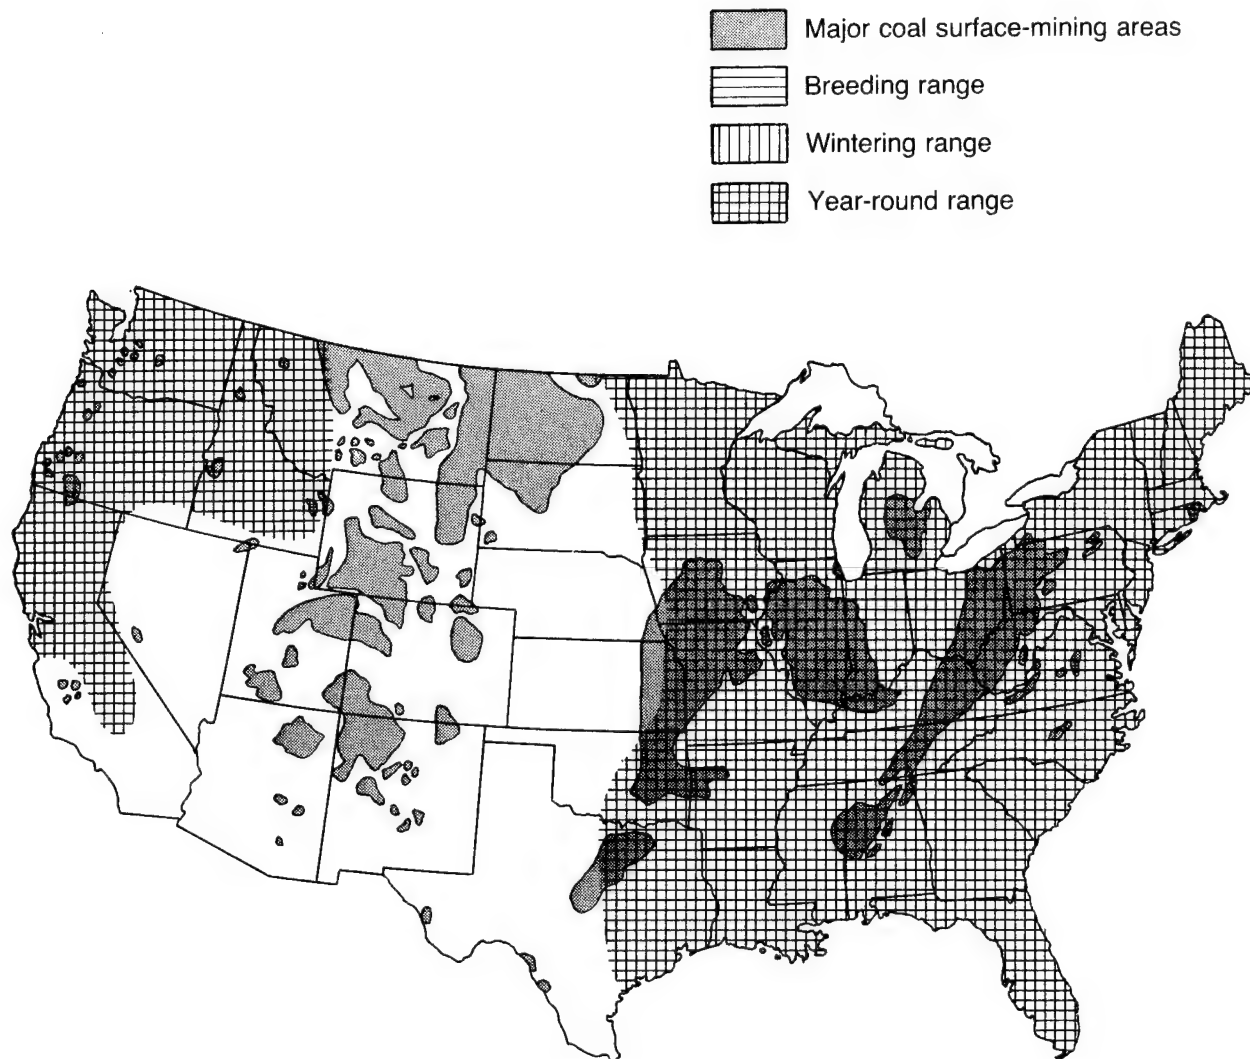 Major coal surface-mining areas
Breeding range
Wintering range
Year-round range